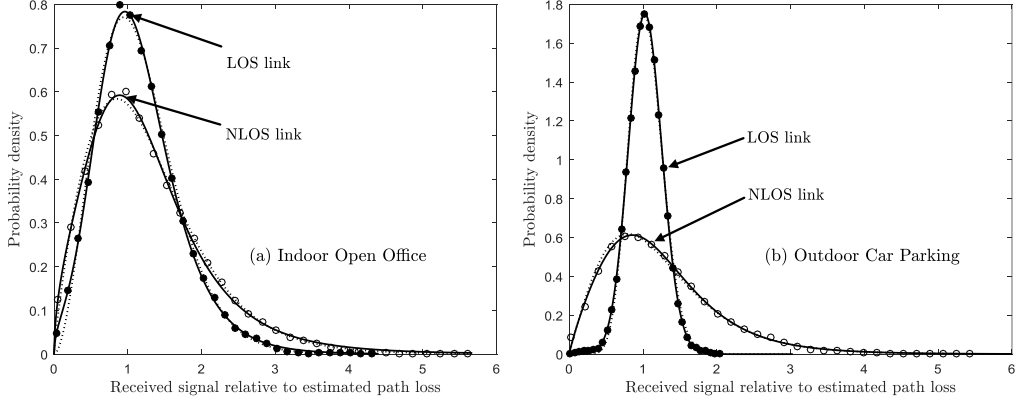 0.8
0.7
0.6
0.5
0.4
0.3
0.2
0.1
0
Probability density
LOS link
NLOS link
(a) Indoor Open Office
0 1 2 3 4 5 6
Received signal relative to estimated path loss
1.8
1.6
1.4
1.2
1
0.8
0.6
0.4
0.2
0
Probability density
LOS link
NLOS link
(b) Outdoor Car Parking
0 1 2 3 4 5 6
Received signal relative to estimated path loss